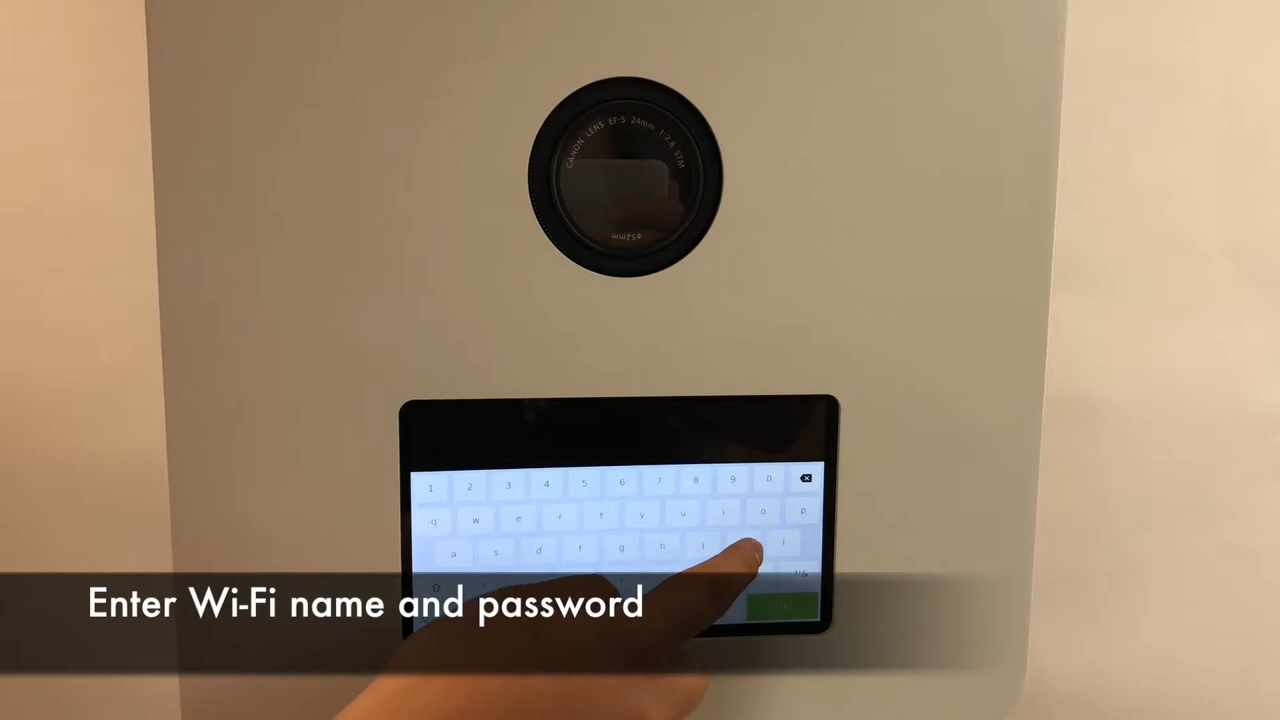 CANON LENS EF-S 24mm 1:2.8 STM
Φ52mm
1 2 3 4 5 6 7 8 9 0
q w e r t y u i o p
a s d f g h j l
?!&
Enter Wi-Fi name and password